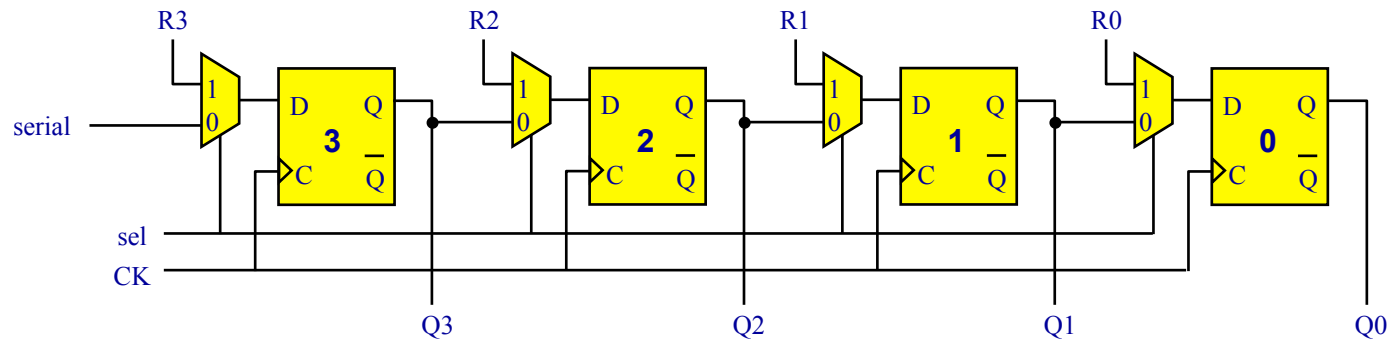 R3 R2 R1 R0
1 D Q 1 D Q 1 D Q 1 D Q
serial 0 0 0 0
3 2 1 0
C Q C Q C Q C Q
sel
CK
Q3 Q2 Q1 Q0